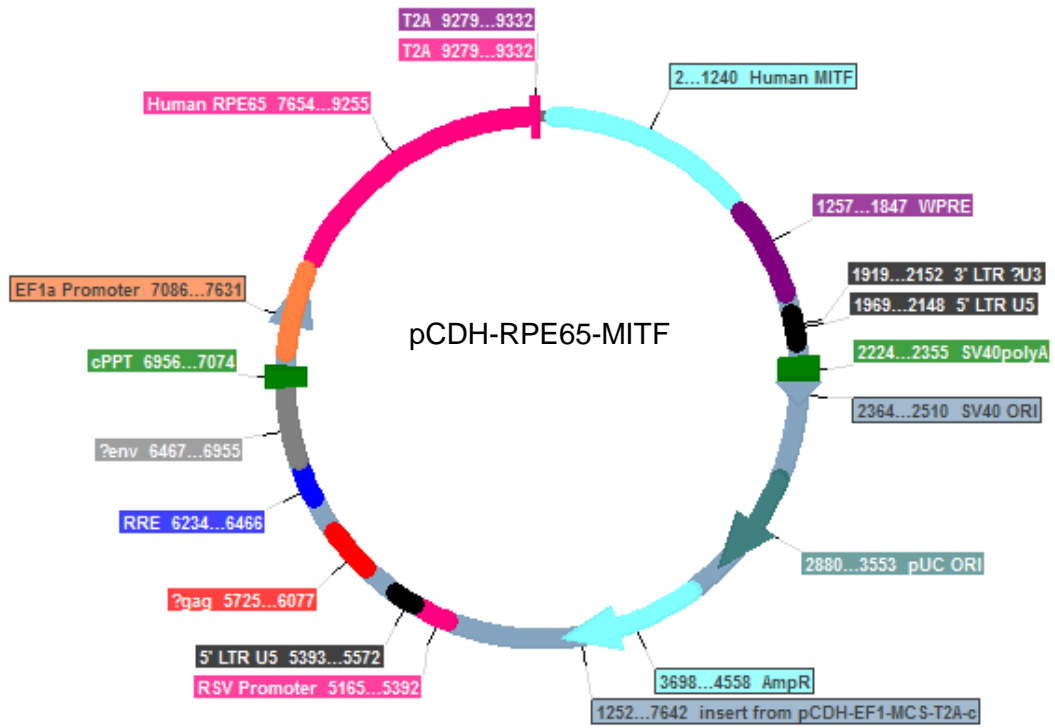 T2A 9279...9332
T2A 9279...9332
2...1240 Human MITF
Human RPE65 7654...9255
1257...1847 WPRE
1919...2152 3' LTR ?U3
EF1a Promoter 7086...7631
1969...2148 5' LTR U5
pCDH-RPE65-MITF
cPPT 6956...7074
2224...2355 SV40polyA
2364...2510 SV40 ORI
?env 6467...6955
RRE 6234...6466
2880...3553 pUC ORI
?gag 5725...6077
5' LTR U5 5393...5572
3698...4558 AmpR
RSV Promoter 5165...5392
1252...7642 insert from pCDH-EF1-MCS-T2A-c